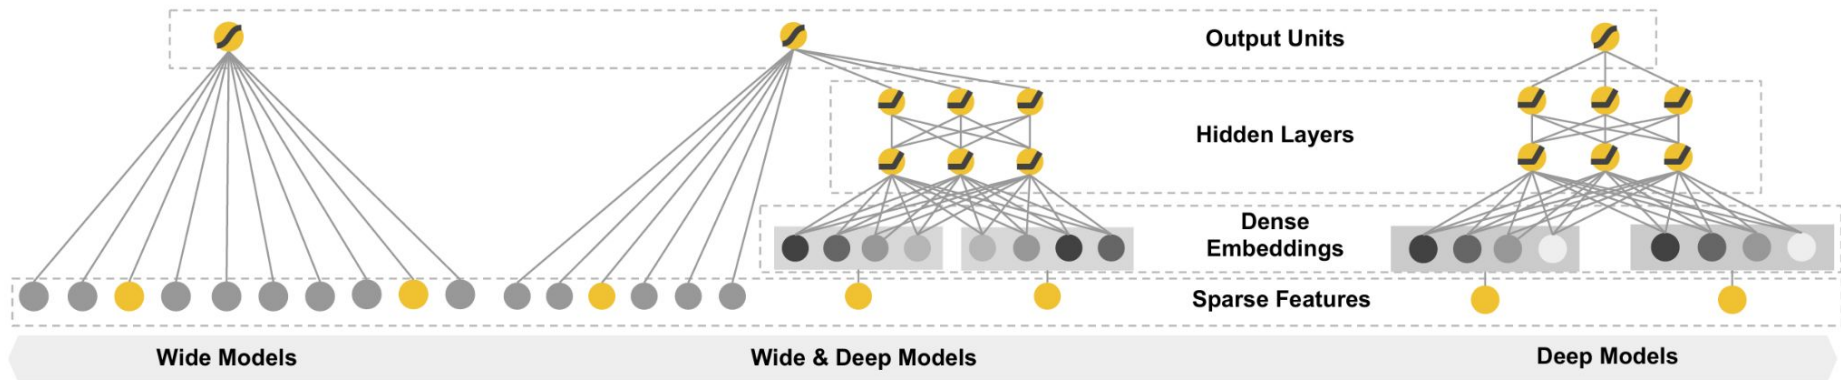 Output Units
Hidden Layers
Dense
Embeddings
Sparse Features
Wide Models
Wide & Deep Models
Deep Models